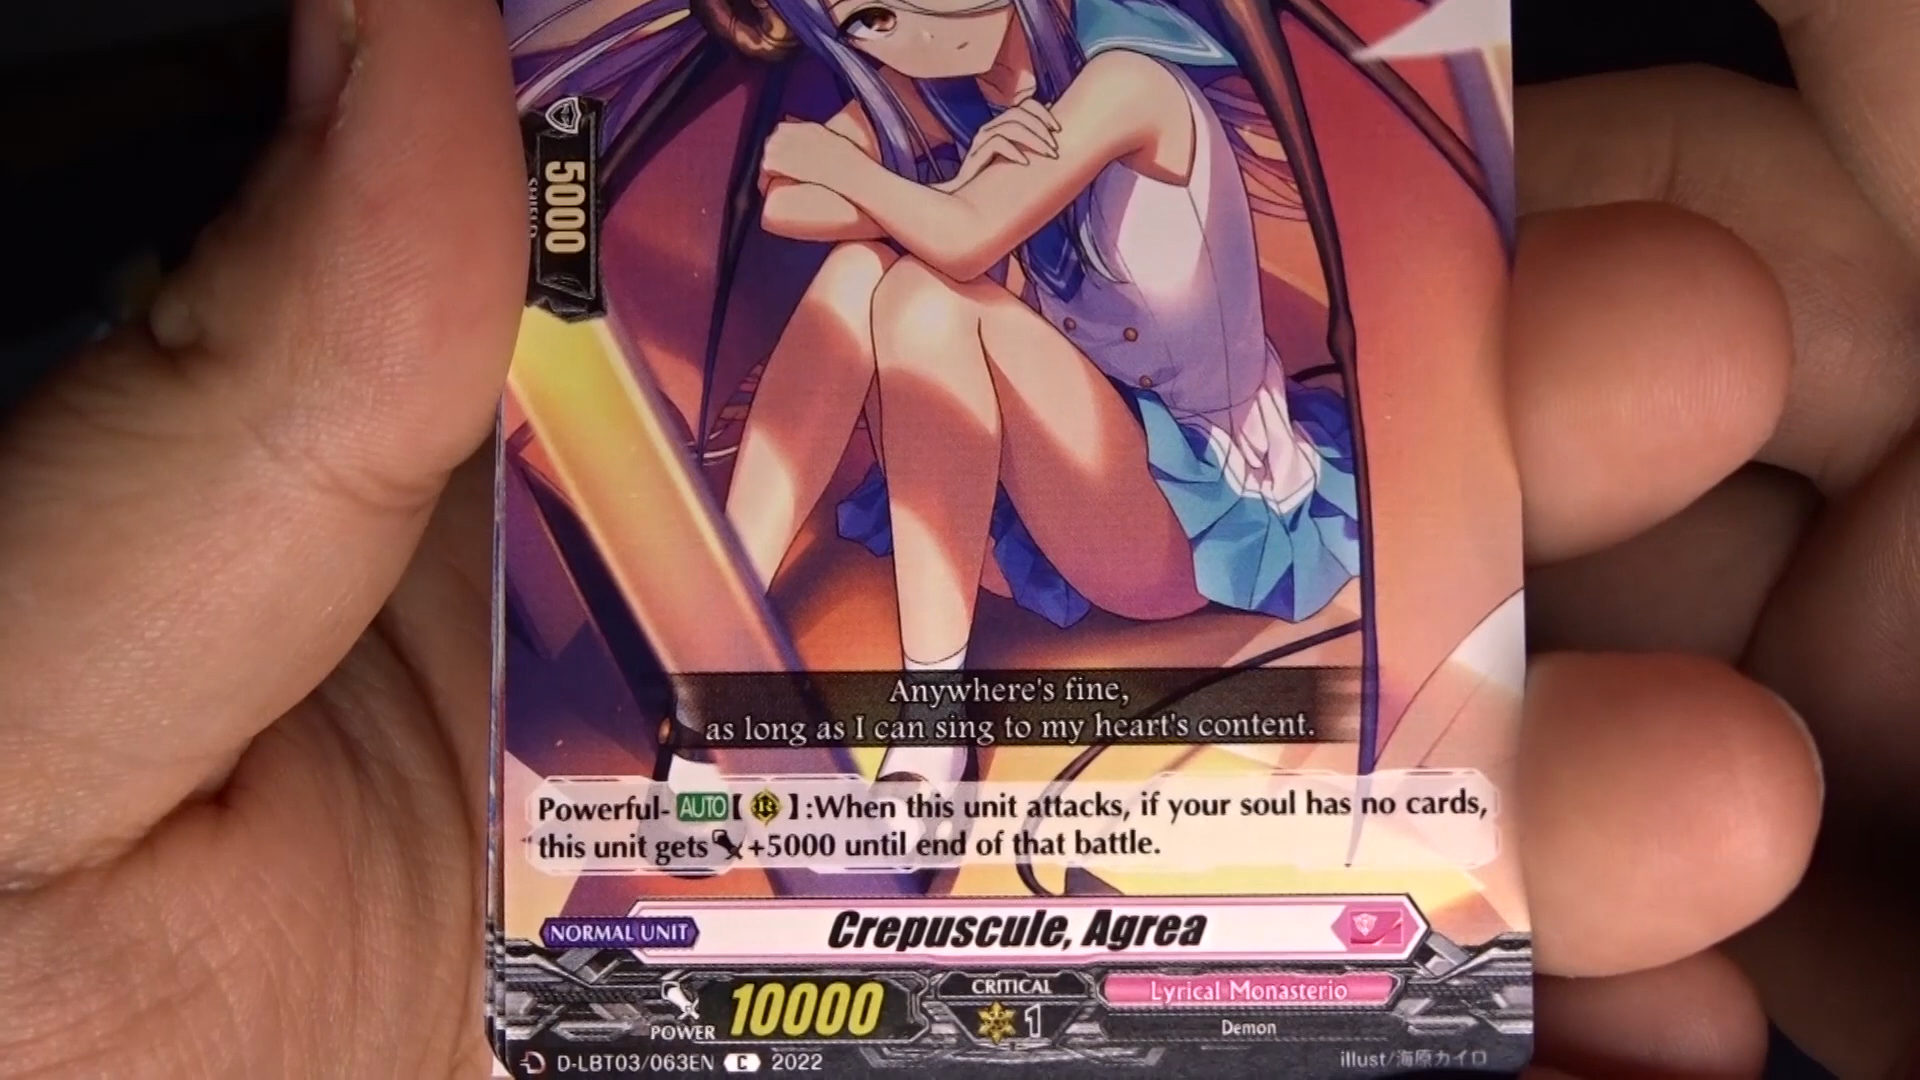 5000
SHIELD
Anywhere's fine,
as long as I can sing to my heart's content.
Powerful- AUTO【 R 】:When this unit attacks, if your soul has no cards,
this unit gets +5000 until end of that battle.
NORMAL UNIT
Crepuscule, Agrea
POWER 10000
CRITICAL
1
Lyrical Monasterio
Demon
D-LBT03/063EN C 2022
illust/海原カイロ